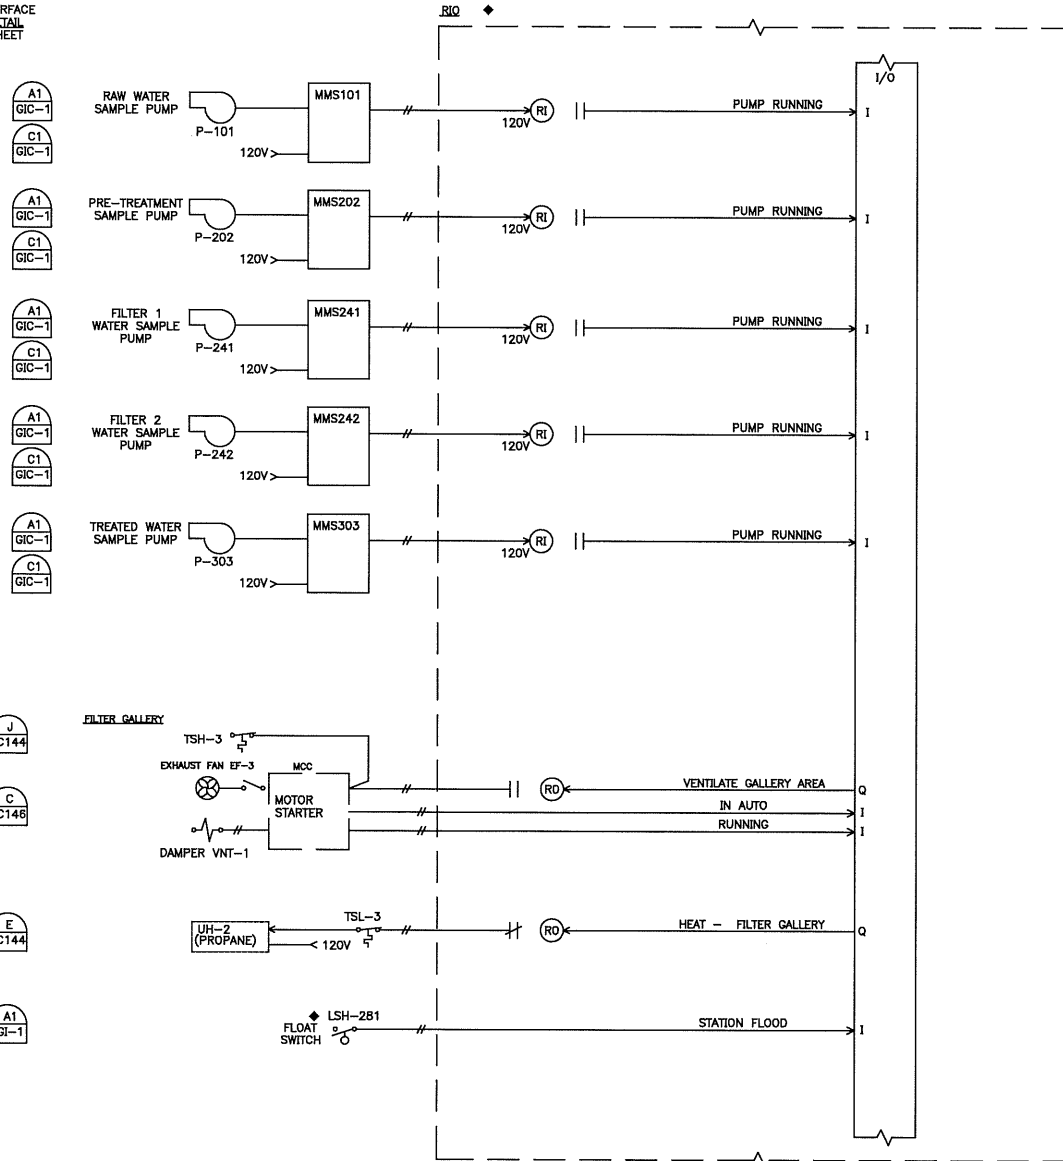 RFACE
ETAIL
HEET
RIO
I/O
A1
GIC-1
C1
GIC-1
RAW WATER
SAMPLE PUMP
P-101
120V
MMS101
120V
RI
PUMP RUNNING
I
A1
GIC-1
C1
GIC-1
PRE-TREATMENT
SAMPLE PUMP
P-202
120V
MMS202
120V
RI
PUMP RUNNING
I
A1
GIC-1
C1
GIC-1
FILTER 1
WATER SAMPLE
PUMP
P-241
120V
MMS241
120V
RI
PUMP RUNNING
I
A1
GIC-1
C1
GIC-1
FILTER 2
WATER SAMPLE
PUMP
P-242
120V
MMS242
120V
RI
PUMP RUNNING
I
A1
GIC-1
C1
GIC-1
TREATED WATER
SAMPLE PUMP
P-303
120V
MMS303
120V
RI
PUMP RUNNING
I
J
C144
FILTER GALLERY
TSH-3
EXHAUST FAN EF-3
MCC
C
C146
MOTOR
STARTER
DAMPER VNT-1
RO
VENTILATE GALLERY AREA
Q
IN AUTO
I
RUNNING
I
E
C144
UH-2
(PROPANE)
TSL-3
120V
RO
HEAT - FILTER GALLERY
Q
A1
GI-1
LSH-281
FLOAT
SWITCH
STATION FLOOD
I